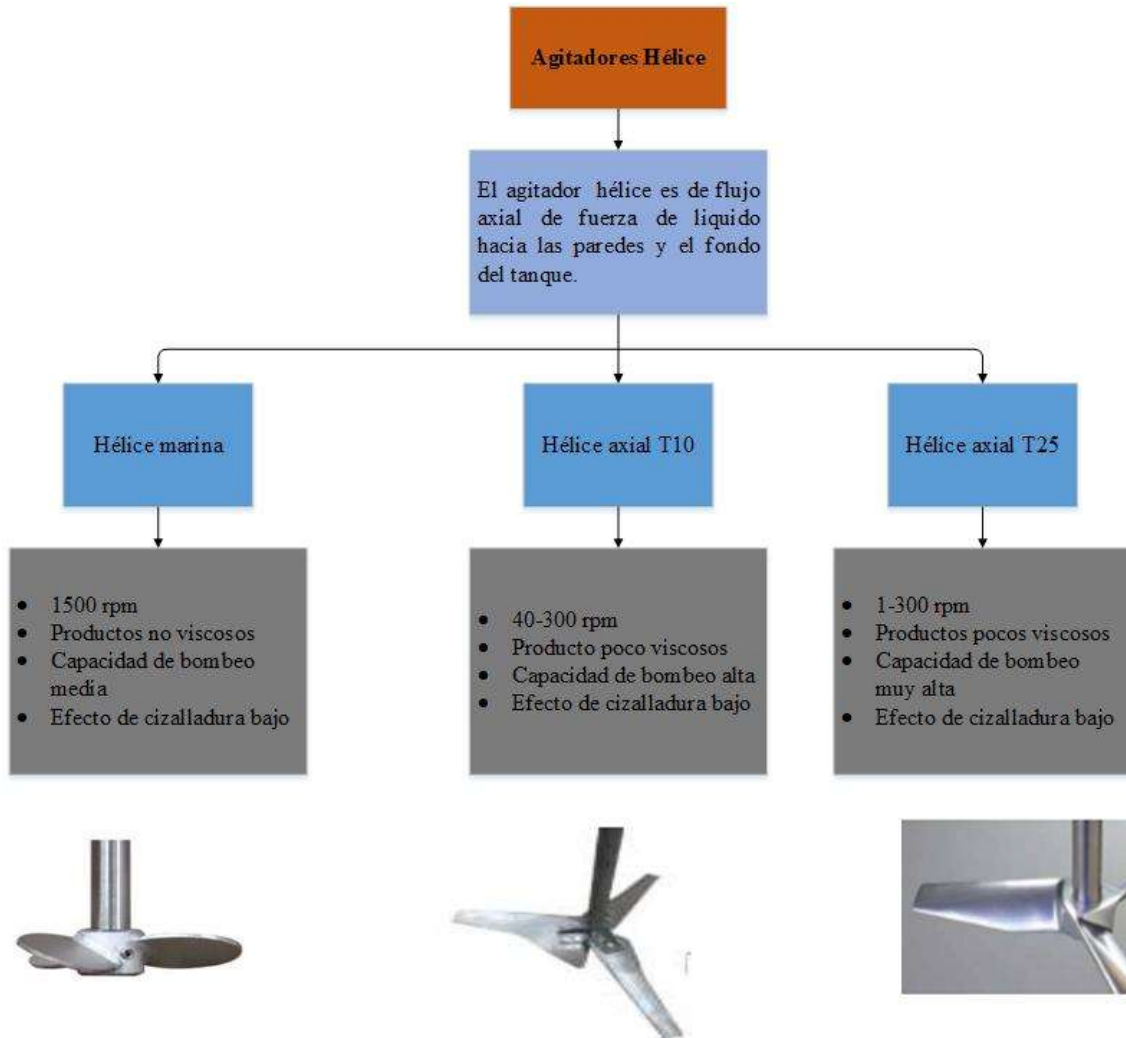 Agitadores Hélice
El agitador hélice es de flujo
axial de fuerza de liquido
hacia las paredes y el fondo
del tanque.
Hélice marina
Hélice axial T10
Hélice axial T25
1500 rpm
Productos no viscosos
Capacidad de bombeo
media
Efecto de cizalladura bajo
40-300 rpm
Producto poco viscosos
Capacidad de bombeo alta
Efecto de cizalladura bajo
1-300 rpm
Productos pocos viscosos
Capacidad de bombeo
muy alta
Efecto de cizalladura bajo